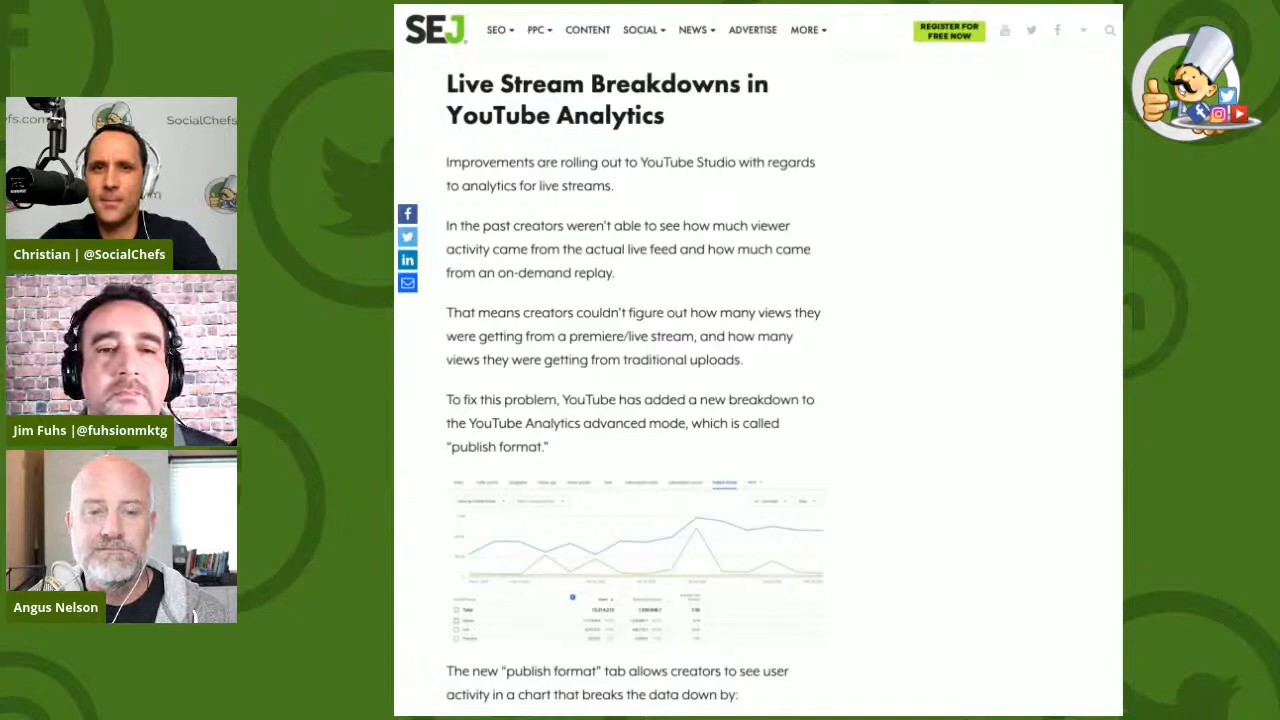 SEJ
SEO PPC CONTENT SOCIAL NEWS ADVERTISE MORE
REGISTER FOR
FREE NOW
Live Stream Breakdowns in
YouTube Analytics
Improvements are rolling out to YouTube Studio with regards
to analytics for live streams.
In the past creators weren't able to see how much viewer
activity came from the actual live feed and how much came
from an on-demand replay.
That means creators couldn't figure out how many views they
were getting from a premiere/live stream, and how many
views they were getting from traditional uploads.
To fix this problem, YouTube has added a new breakdown to
the YouTube Analytics advanced mode, which is called
“publish format.”
Total
The new “publish format” tab allows creators to see user
activity in a chart that breaks the data down by:
SocialChefs
Christian | @SocialChefs
Jim Fuhs |@fuhsionmktg
Angus Nelson